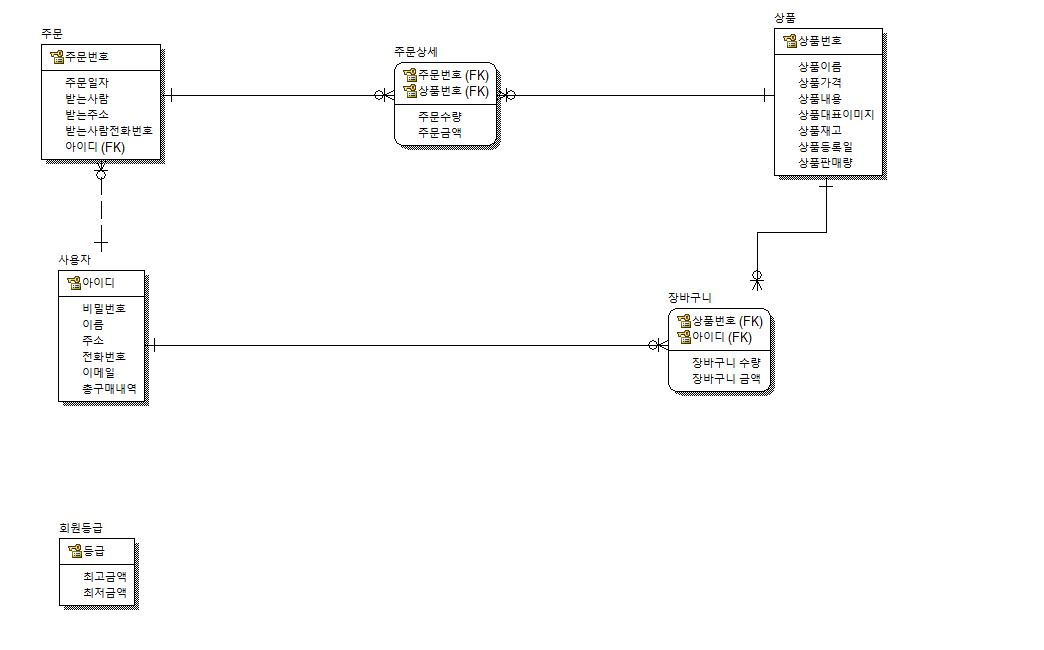 주문
주문번호
주문일자
받는사람
받는주소
받는사람전화번호
아이디 (FK)
주문상세
주문번호 (FK)
상품번호 (FK)
주문수량
주문금액
상품
상품번호
상품이름
상품가격
상품내용
상품대표이미지
상품재고
상품등록일
상품판매량
사용자
아이디
비밀번호
이름
주소
전화번호
이메일
총구매내역
장바구니
상품번호 (FK)
아이디 (FK)
장바구니 수량
장바구니 금액
회원등급
등급
최고금액
최저금액